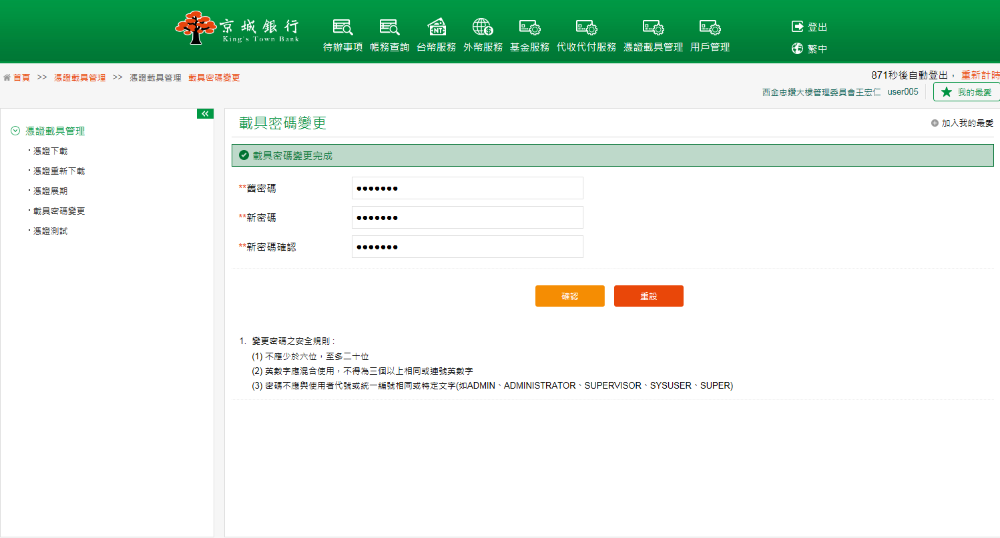 京城銀行
King's Town Bank
待辦事項 帳務查詢 台幣服務 外幣服務 基金服務 代收代付服務 憑證載具管理 用戶管理
登出
繁中
首頁 >> 憑證載具管理 >> 憑證載具管理 載具密碼變更
871秒後自動登出， 重新計時
西金忠鑽大樓管理委員會王宏仁 user005
我的最愛
憑證載具管理
‧憑證下載
‧憑證重新下載
‧憑證展期
‧載具密碼變更
‧憑證測試
載具密碼變更
加入我的最愛
載具密碼變更完成
**舊密碼 ●●●●●●●
**新密碼 ●●●●●●●
**新密碼確認 ●●●●●●●
確認 重設
1. 變更密碼之安全規則 :
(1) 不應少於六位，至多二十位
(2) 英數字應混合使用，不得為三個以上相同或連號英數字
(3) 密碼不應與使用者代號或統一編號相同或特定文字(如ADMIN、ADMINISTRATOR、SUPERVISOR、SYSUSER、SUPER)